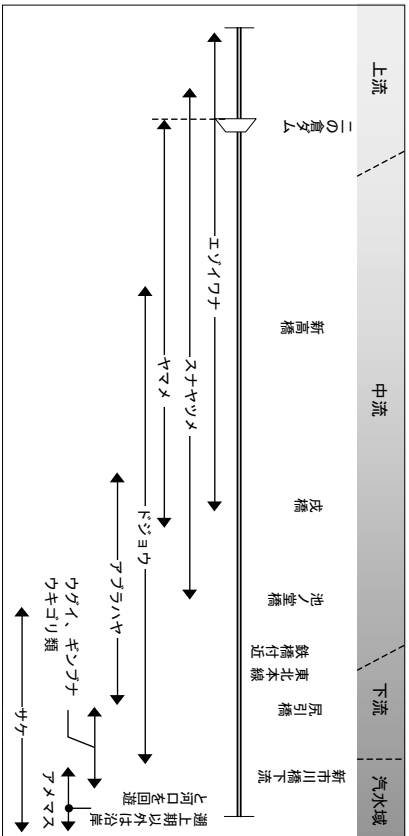 上流
中流
下流
汽水域
二の倉ダム
新高橋
戌橋
池ノ堂橋
東北本線
鉄橋付近
尻引橋
新市川橋下流
エゾイワナ
スナヤツメ
ヤマメ
ドジョウ
アブラハヤ
ウグイ、ギンブナ
ウキゴリ類
アメマス
遡上期以外は沿岸
と河口を回遊
サケ